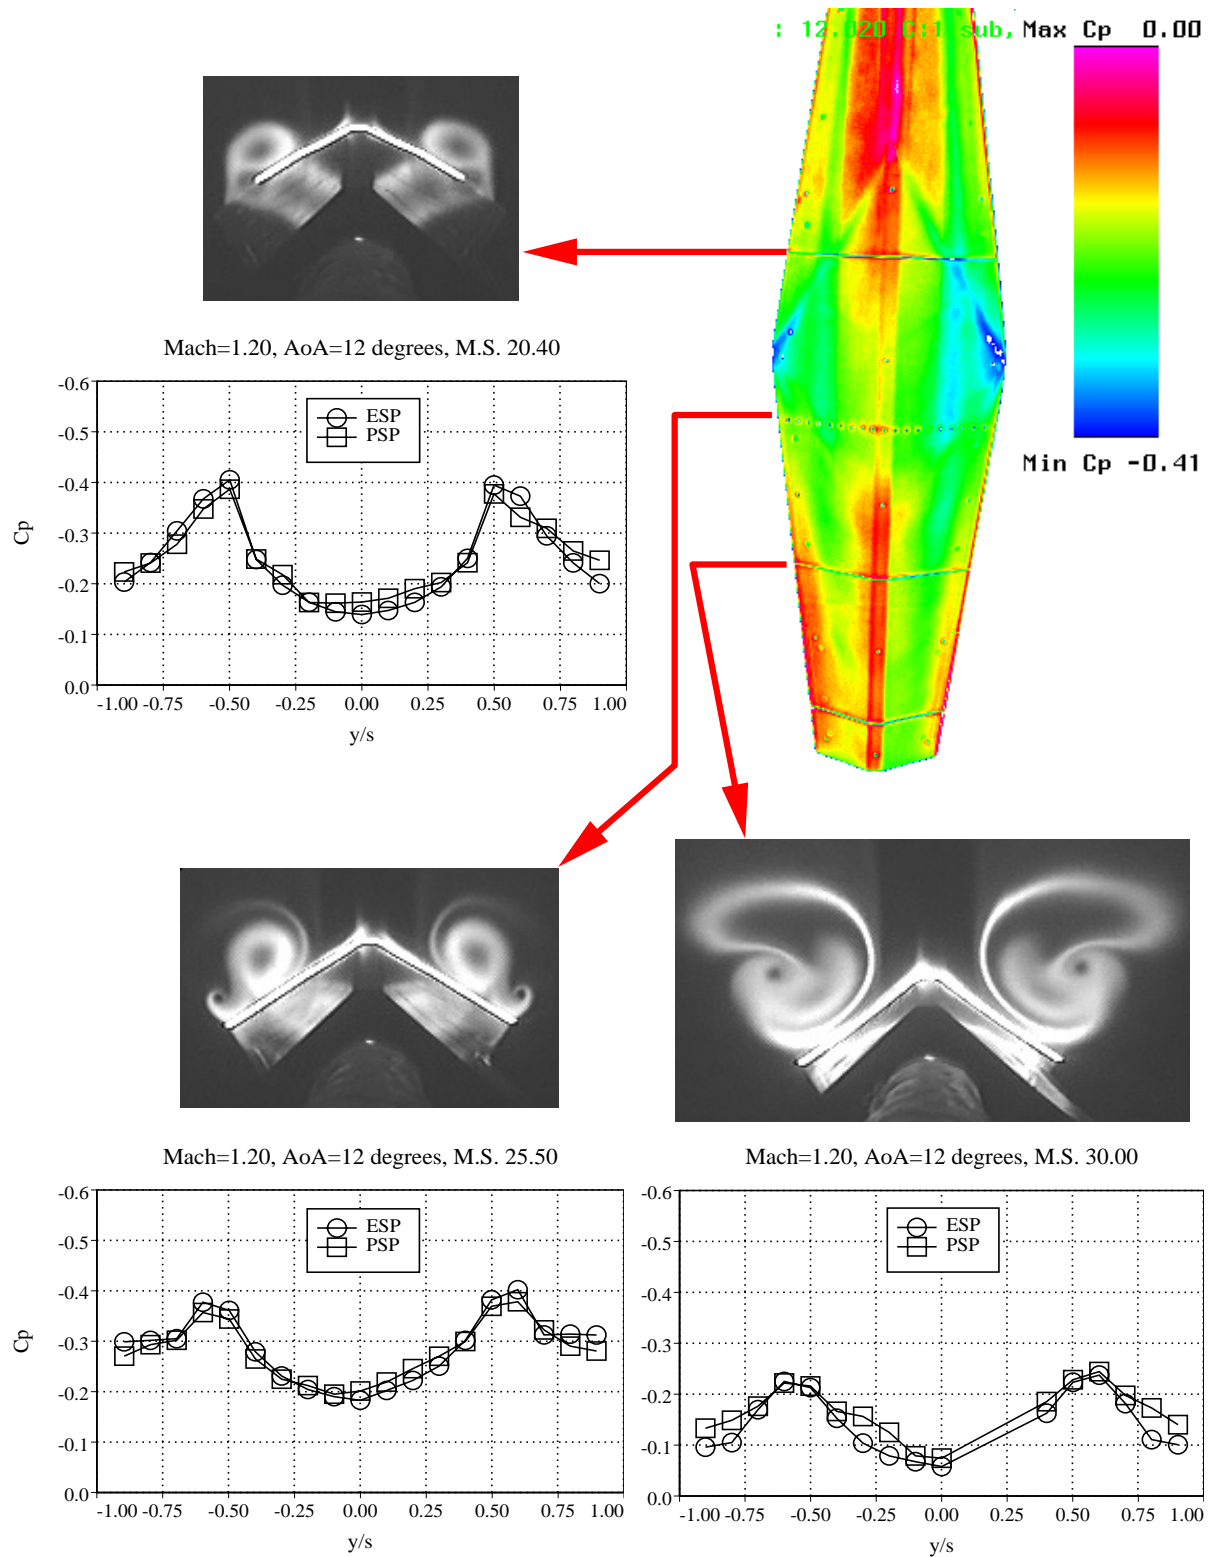 : 12.020 C:1 sub, Max Cp 0.00
Min Cp -0.41
Mach=1.20, AoA=12 degrees, M.S. 20.40
-0.6
-0.5
-0.4
-0.3
-0.2
-0.1
0.0
Cp
ESP
PSP
-1.00 -0.75 -0.50 -0.25 0.00 0.25 0.50 0.75 1.00
y/s
Mach=1.20, AoA=12 degrees, M.S. 25.50
-0.6
-0.5
-0.4
-0.3
-0.2
-0.1
0.0
Cp
ESP
PSP
-1.00 -0.75 -0.50 -0.25 0.00 0.25 0.50 0.75 1.00
y/s
Mach=1.20, AoA=12 degrees, M.S. 30.00
-0.6
-0.5
-0.4
-0.3
-0.2
-0.1
0.0
ESP
PSP
-1.00 -0.75 -0.50 -0.25 0.00 0.25 0.50 0.75 1.00
y/s